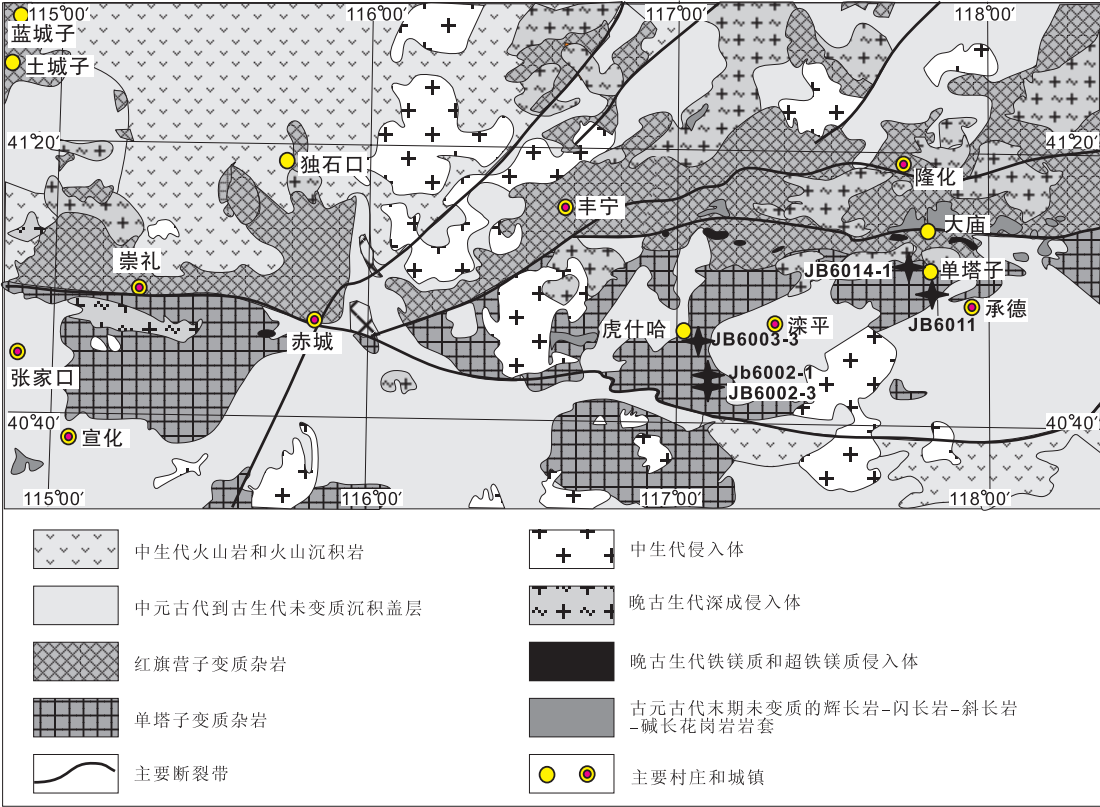 115°00′
116°00′
117°00′
118°00′
蓝城子
土城子
41°20′
41°20′
独石口
隆化
丰宁
大庙
崇礼
JB6014-1
单塔子
承德
JB6011
赤城
虎什哈
滦平
JB6003-3
张家口
Jb6002-1
JB6002-3
40°40′
40°40′
宣化
115°00′
116°00′
117°00′
118°00′
中生代火山岩和火山沉积岩
中生代侵入体
中元古代到古生代未变质沉积盖层
晚古生代深成侵入体
红旗营子变质杂岩
晚古生代铁镁质和超铁镁质侵入体
单塔子变质杂岩
古元古代末期未变质的辉长岩-闪长岩-斜长岩
-碱长花岗岩岩套
主要断裂带
主要村庄和城镇